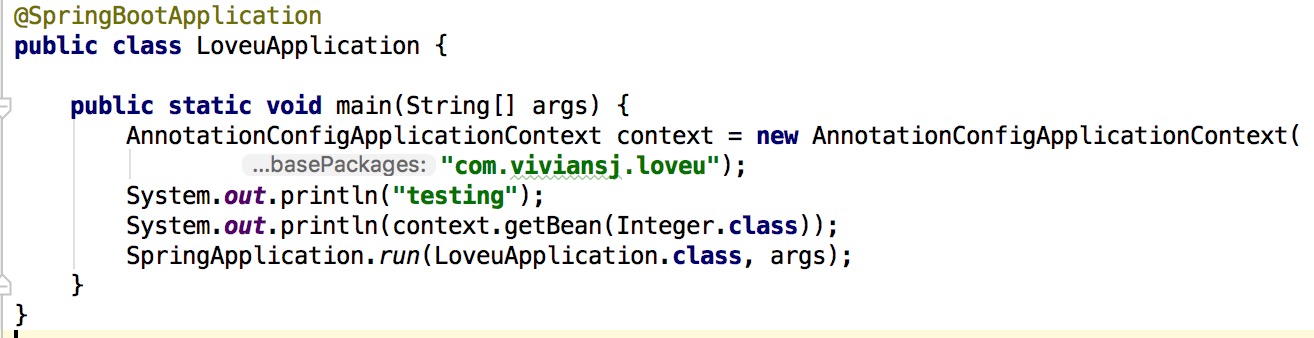 @SpringBootApplication
public class LoveuApplication {
public static void main(String[] args) {
AnnotationConfigApplicationContext context = new AnnotationConfigApplicationContext(
...basePackages: "com.viviansj.loveu");
System.out.println("testing");
System.out.println(context.getBean(Integer.class));
SpringApplication.run(LoveuApplication.class, args);
}
}